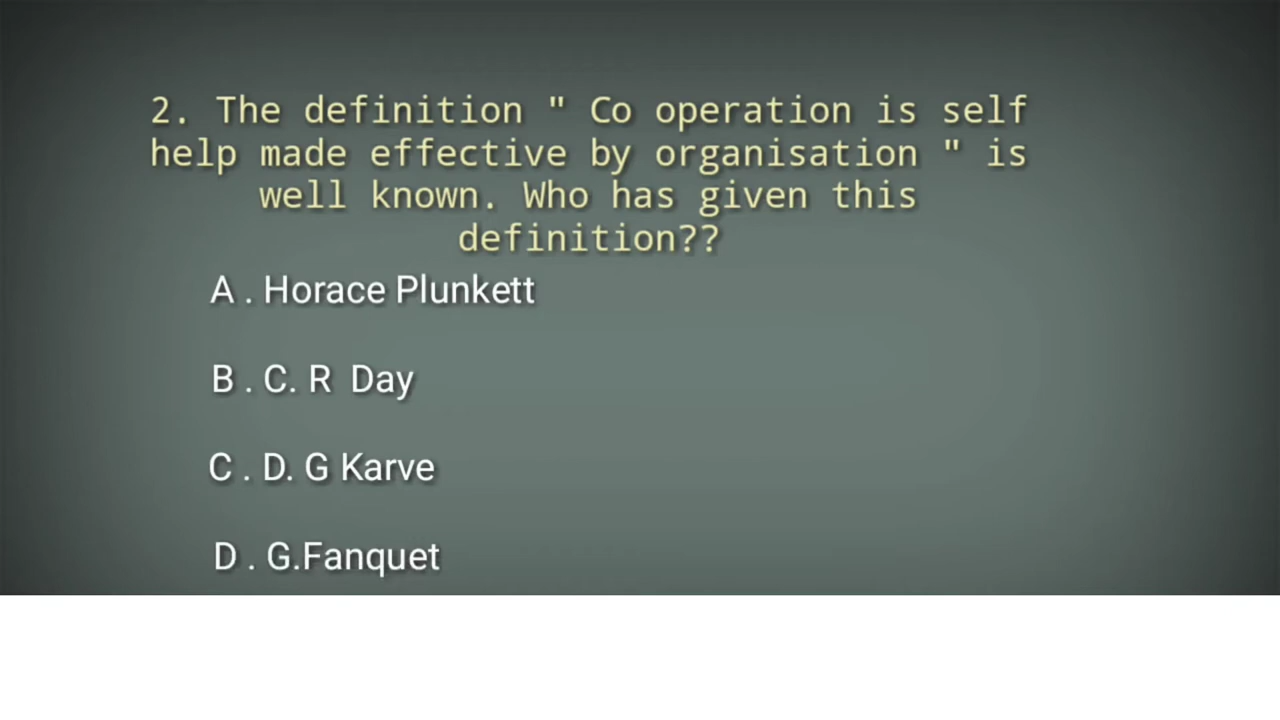 2. The definition " Co operation is self
help made effective by organisation " is
well known. Who has given this
definition??
A . Horace Plunkett
B . C. R  Day
C . D. G Karve
D . G.Fanquet